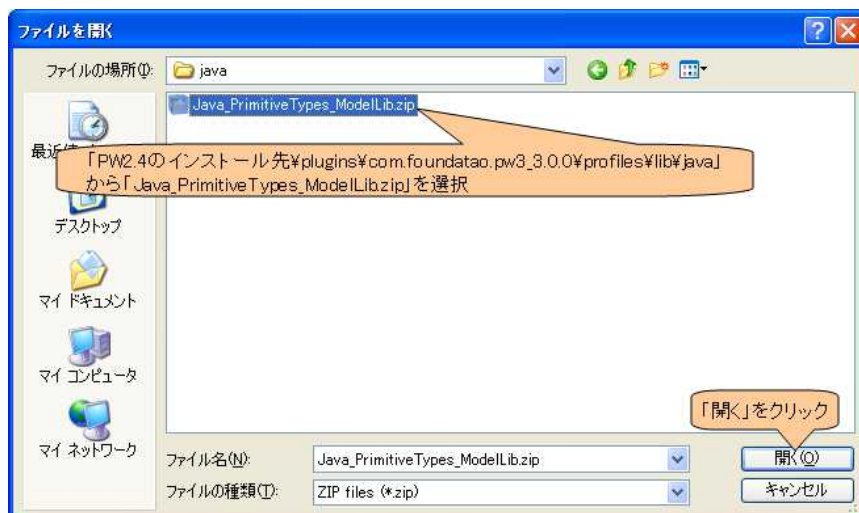 ファイルを開く
ファイルの場所(I):
java
Java_PrimitiveTypes_ModelLib.zip
「PW2.4のインストール先¥plugins¥com.foundatao.pw3_3.0.0¥profiles¥lib¥java」
から「Java_PrimitiveTypes_ModelLib.zip」を選択
デスクトップ
マイ ドキュメント
マイ コンピュータ
マイ ネットワーク
「開く」をクリック
ファイル名(N):
Java_PrimitiveTypes_ModelLib.zip
開く(O)
ファイルの種類(T):
ZIP files (*.zip)
キャンセル